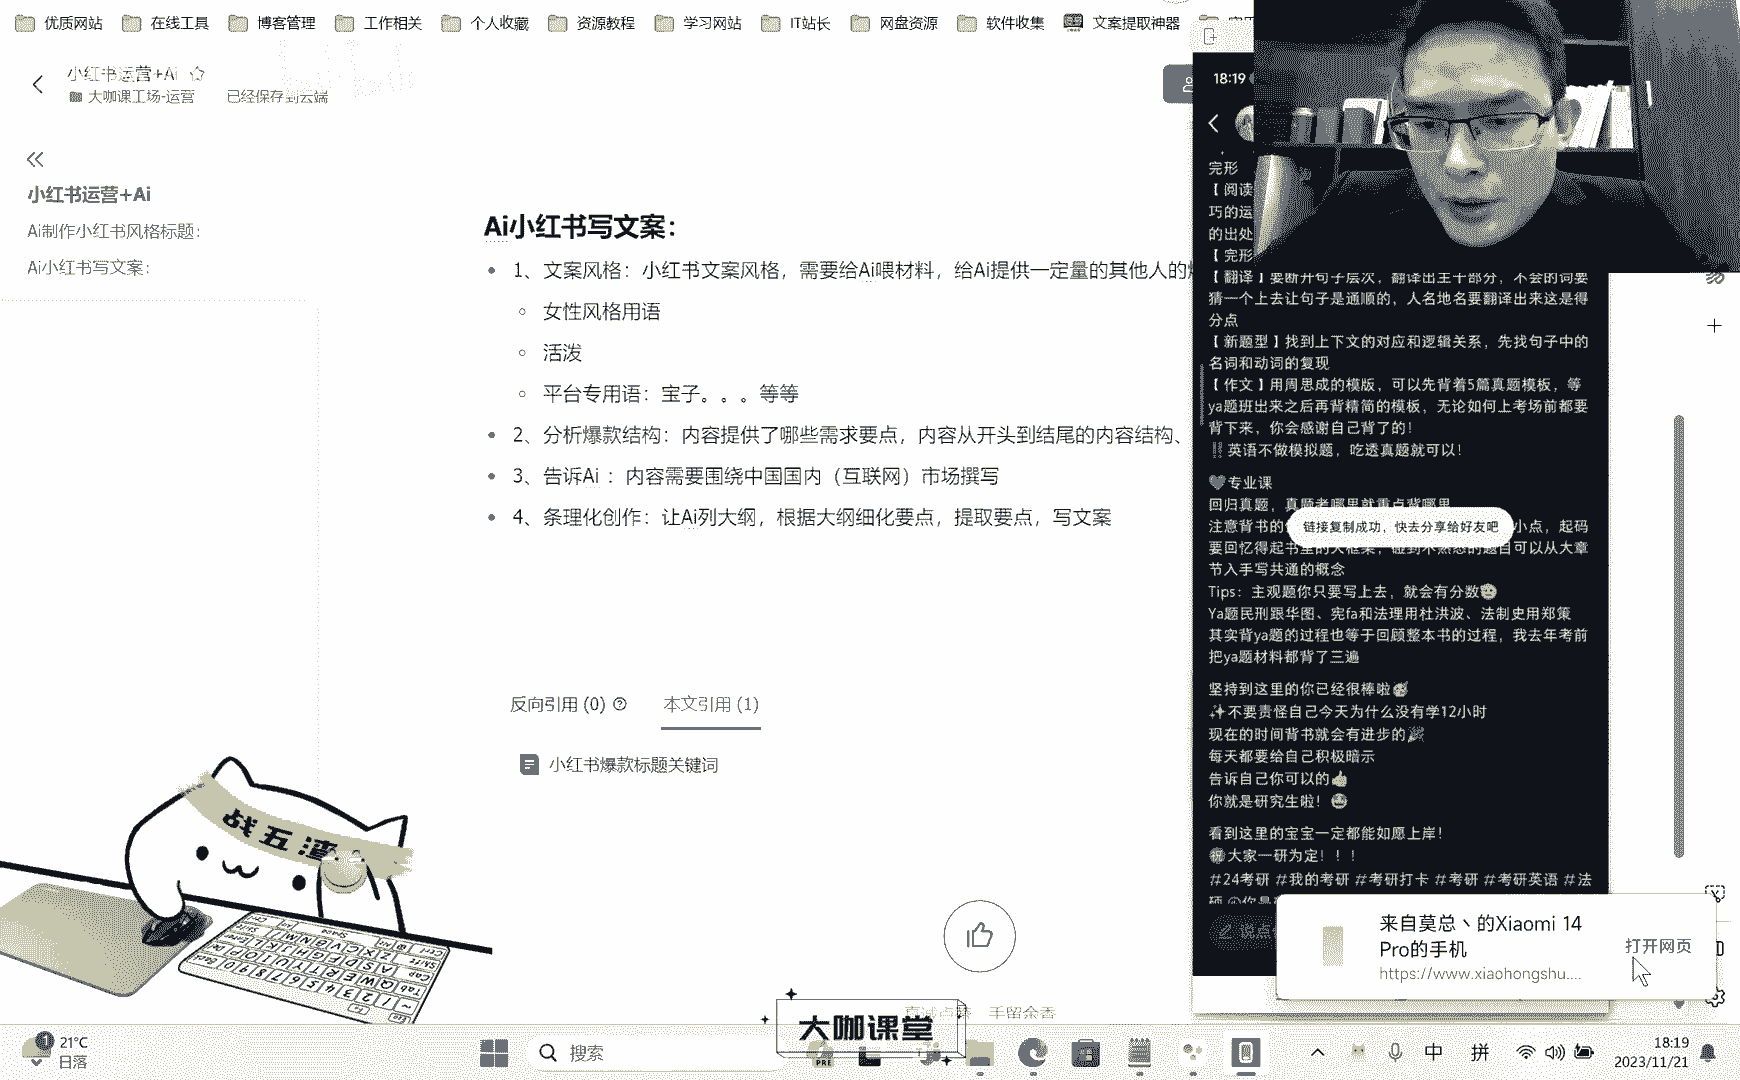 优质网站
在线工具
博客管理
工作相关
个人收藏
资源教程
学习网站
IT站长
网盘资源
软件收集
文案提取神器
小红书运营+Ai
大咖课工场-运营 已经保存到云端
小红书运营+Ai
Ai制作小红书风格标题：
Ai小红书写文案：
Ai小红书写文案：
1、文案风格：小红书文案风格，需要给Ai喂材料，给Ai提供一定量的其他人的
女性风格用语
活泼
平台专用语：宝子。。。等等
2、分析爆款结构：内容提供了哪些需求要点，内容从开头到结尾的内容结构、
3、告诉Ai ：内容需要围绕中国国内（互联网）市场撰写
4、条理化创作：让Ai列大纲，根据大纲细化要点，提取要点，写文案
反向引用 (0)
本文引用 (1)
小红书爆款标题关键词
18:19
完形
【 阅读
巧的运
的出处
【 完形
【 翻译 】要断开句子层次，翻译出主干部分，不会的词要
猜一个上去让句子是通顺的，人名地名要翻译出来这是得
分点
【 新题型 】找到上下文的对应和逻辑关系，先找句子中的
名词和动词的复现
【 作文 】用周思成的模版，可以先背着5篇真题模板，等
ya题班出来之后再背精简的模板，无论如何上考场前都要
背下来，你会感谢自己背了的！
‼️英语不做模拟题，吃透真题就可以！
专业课
回归真题，真题考哪里就重点背哪里
注意背书的
小点，起码
链接复制成功，快去分享给好友吧
要回忆得起书里的大框架，碰到不熟悉的题目可以从大章
节入手写共通的概念
Tips：主观题你只要写上去，就会有分数
Ya题民刑跟华图、宪fa和法理用杜洪波、法制史用郑策
其实背ya题的过程也等于回顾整本书的过程，我去年考前
把ya题材料都背了三遍
坚持到这里的你已经很棒啦
✨不要责怪自己今天为什么没有学12小时
现在的时间背书就会有进步的🎉
每天都要给自己积极暗示
告诉自己你可以的👍
你就是研究生啦！
看到这里的宝宝一定都能如愿上岸！
祝大家一研为定！！！
#24考研 #我的考研 #考研打卡 #考研 #考研英语 #法
来自莫总丶的Xiaomi 14
Pro的手机
https://www.xiaohongshu....
打开网页
大咖课堂
21°C
日落
搜索
中
拼
18:19
2023/11/21